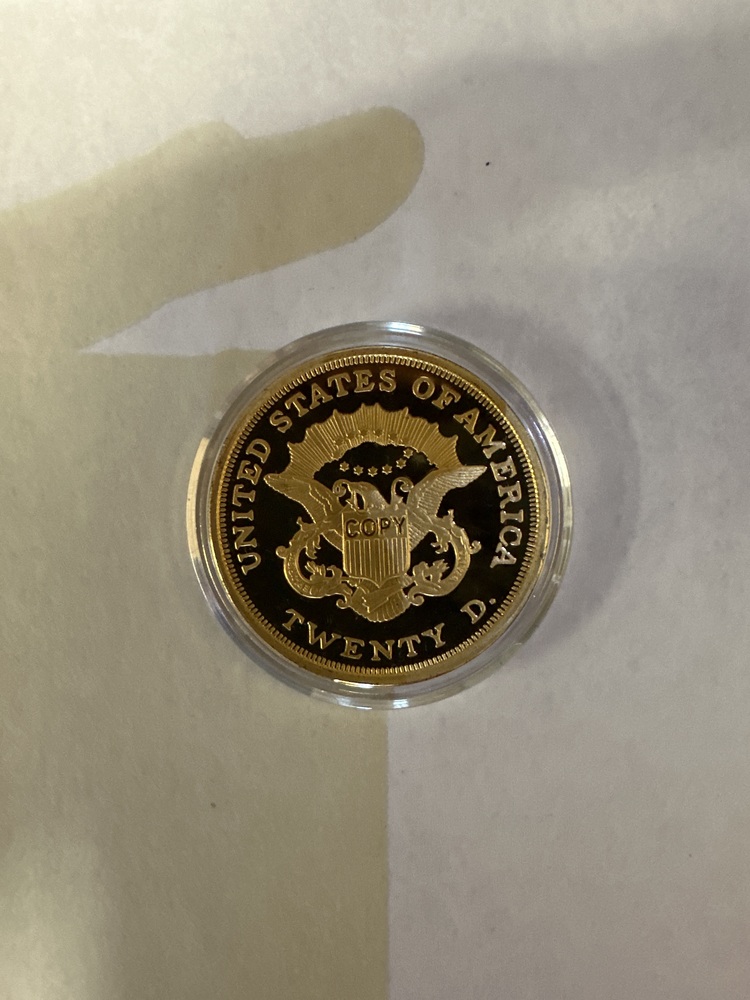 UNITED STATES OF AMERICA
COPY
TWENTY D.